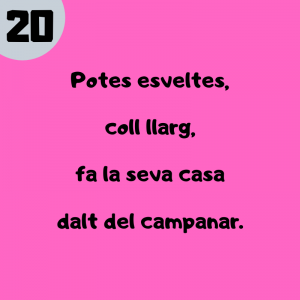 20
Potes esveltes,
coll llarg,
fa la seva casa
dalt del campanar.